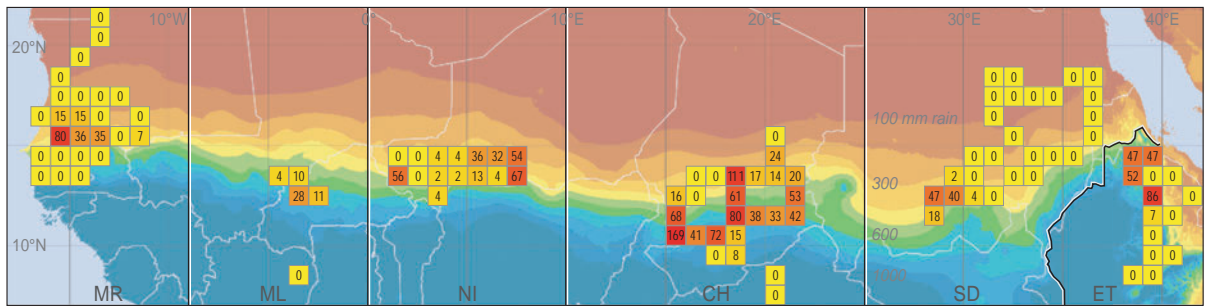 0 10°W 0° 10°E 20°E 30°E 40°E
0
20°N
0
0 0 0 0 0
0 0 0 0 0 0 0 0 0
0 15 15 0 0 100 mm rain 0 0
80 36 35 0 7 0 0 0
0 0 0 0 0 0 4 4 36 32 54 24 0 0 0 0 0 47 47
0 0 0 4 10 56 0 2 2 13 4 67 0 0 111 17 14 20 300 2 0 0 0 52 0 0
28 11 4 16 0 61 53 47 40 4 0 86 0
68 80 38 33 42 18 7 0
169 41 72 15 600 0
10°N 0 8 0 0
0 0 1000 0 0
MR ML NI CH 0 SD ET